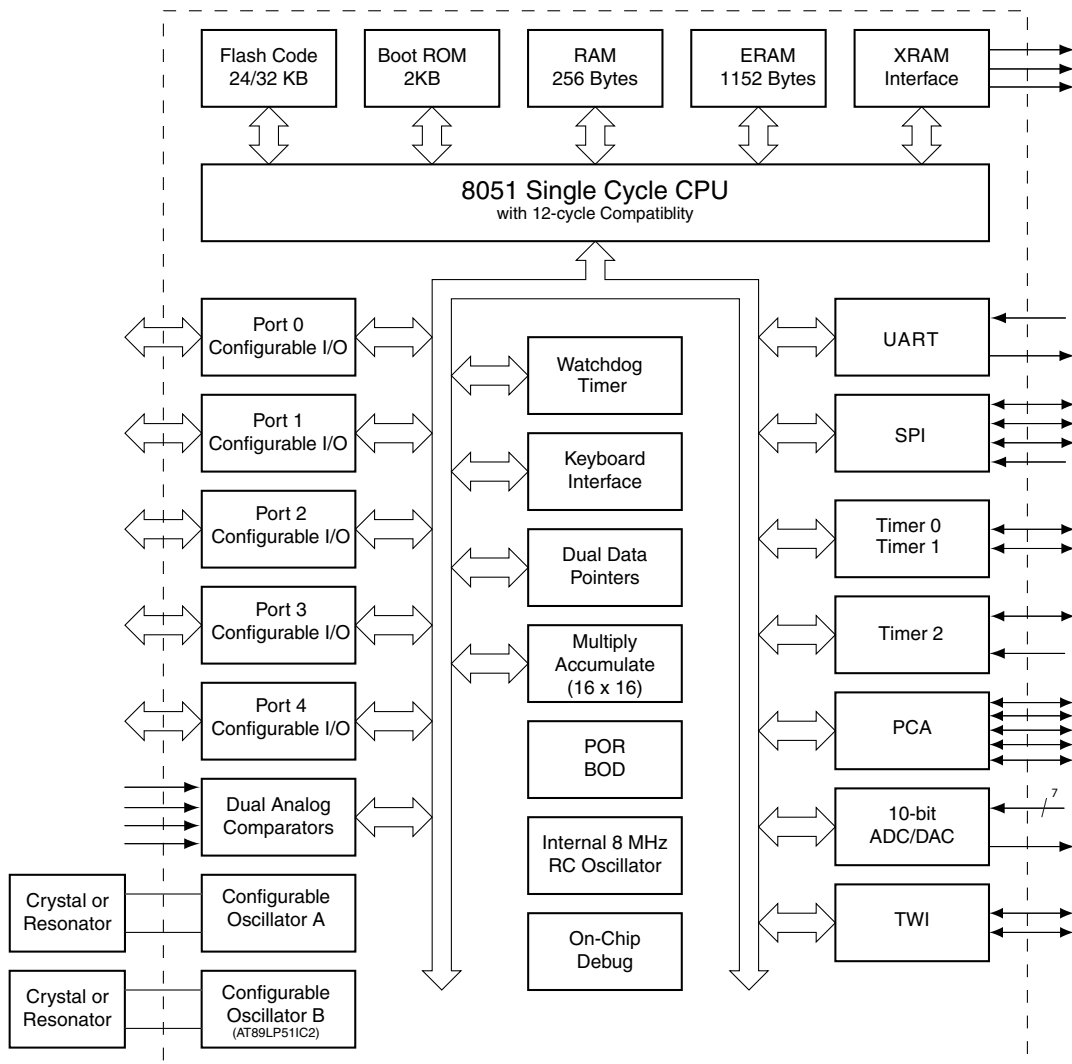 Flash Code
24/32 KB
Boot ROM
2KB
RAM
256 Bytes
ERAM
1152 Bytes
XRAM
Interface
8051 Single Cycle CPU
with 12-cycle Compatiblity
Port 0
Configurable I/O
Port 1
Configurable I/O
Port 2
Configurable I/O
Port 3
Configurable I/O
Port 4
Configurable I/O
Dual Analog
Comparators
Crystal or
Resonator
Configurable
Oscillator A
Crystal or
Resonator
Configurable
Oscillator B
(AT89LP51IC2)
Watchdog
Timer
Keyboard
Interface
Dual Data
Pointers
Multiply
Accumulate
(16 x 16)
POR
BOD
Internal 8 MHz
RC Oscillator
On-Chip
Debug
UART
SPI
Timer 0
Timer 1
Timer 2
PCA
10-bit
ADC/DAC
7
TWI